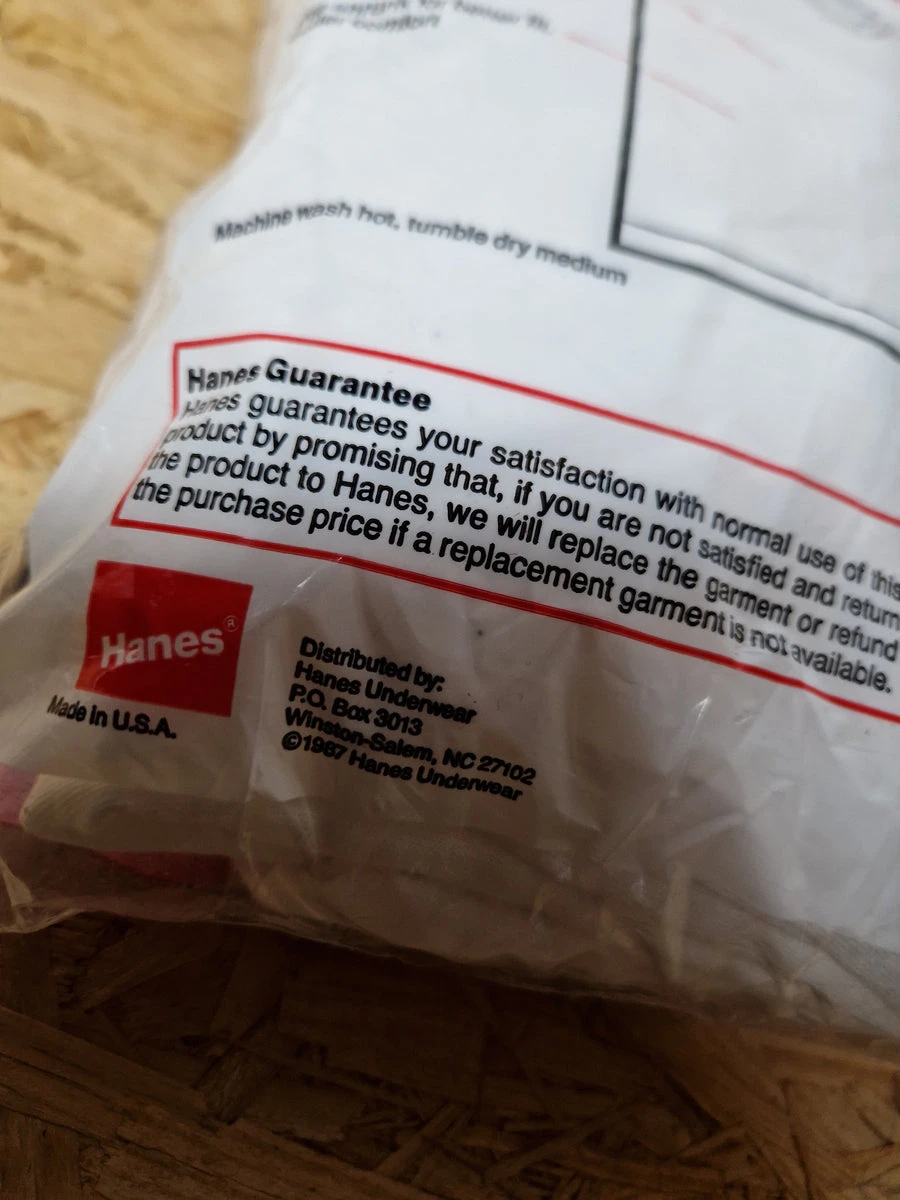 Machine wash hot, tumble dry medium
Hanes Guarantee
Hanes guarantees your satisfaction with normal use of this
product by promising that, if you are not satisfied and return
the product to Hanes, we will replace the garment or refund
the purchase price if a replacement garment is not available.
Hanes®
Made in U.S.A.
Distributed by:
Hanes Underwear
P.O. Box 3013
Winston-Salem, NC 27102
©1987 Hanes Underwear